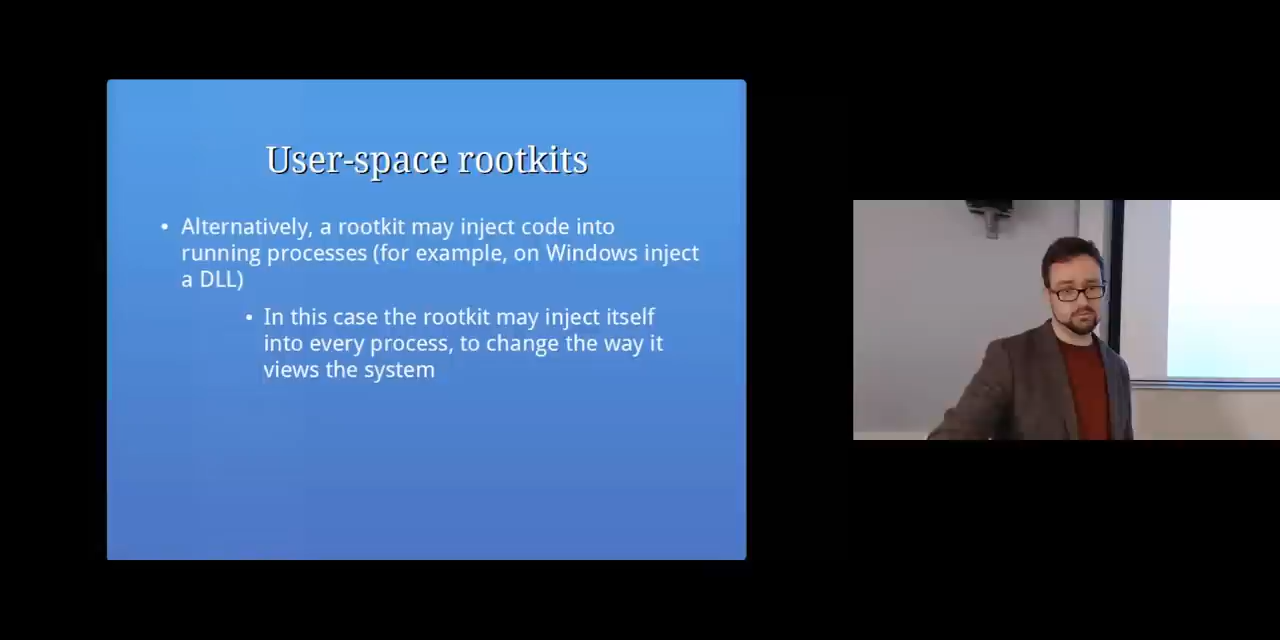 User-space rootkits
• Alternatively, a rootkit may inject code into
running processes (for example, on Windows inject
a DLL)
• In this case the rootkit may inject itself
into every process, to change the way it
views the system